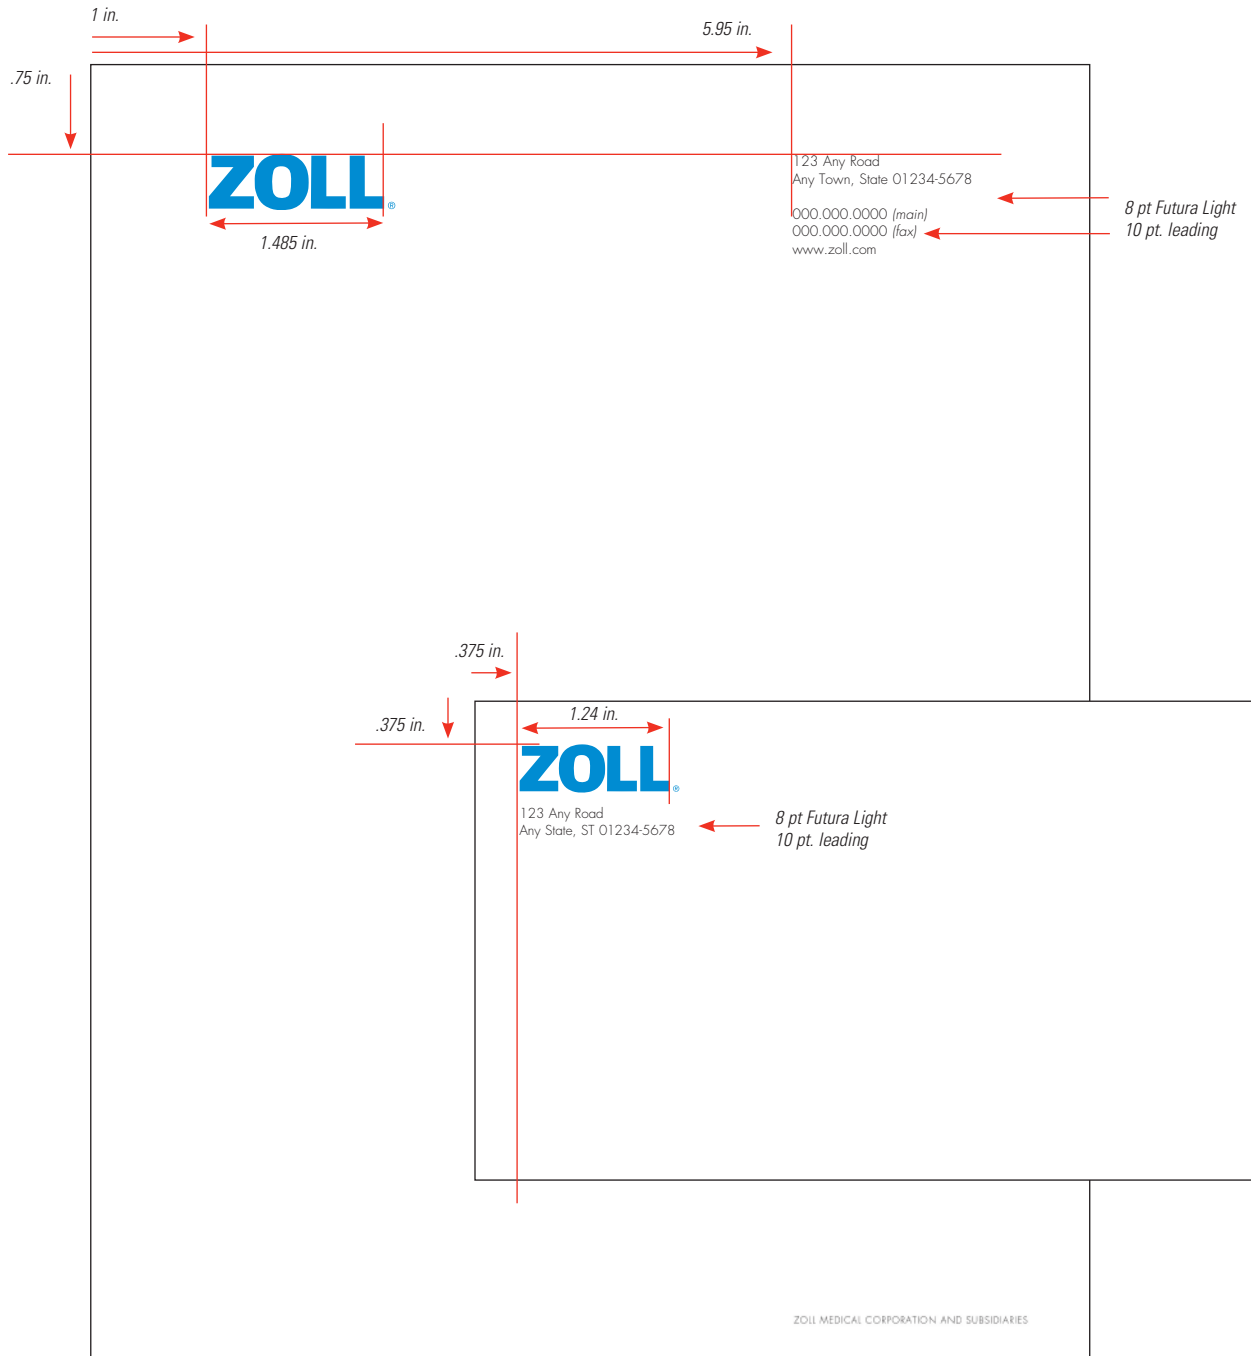 1 in.
5.95 in.
.75 in.
ZOLL®
1.485 in.
123 Any Road
Any Town, State 01234-5678
000.000.0000 (main)
000.000.0000 (fax)
www.zoll.com
8 pt Futura Light
10 pt. leading
.375 in.
.375 in.
1.24 in.
ZOLL®
123 Any Road
Any State, ST 01234-5678
8 pt Futura Light
10 pt. leading
ZOLL MEDICAL CORPORATION AND SUBSIDIARIES